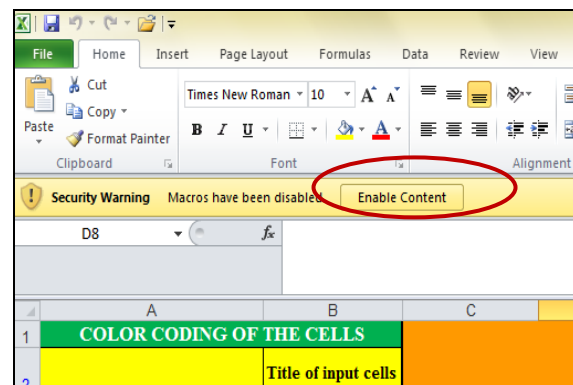 File Home Insert Page Layout Formulas Data Review View
Cut
Copy
Paste
Format Painter
Times New Roman 10 A A
B I U A
Clipboard Font Alignment
Security Warning Macros have been disabled Enable Content
D8 fx
A B C
1 COLOR CODING OF THE CELLS
2 Title of input cells